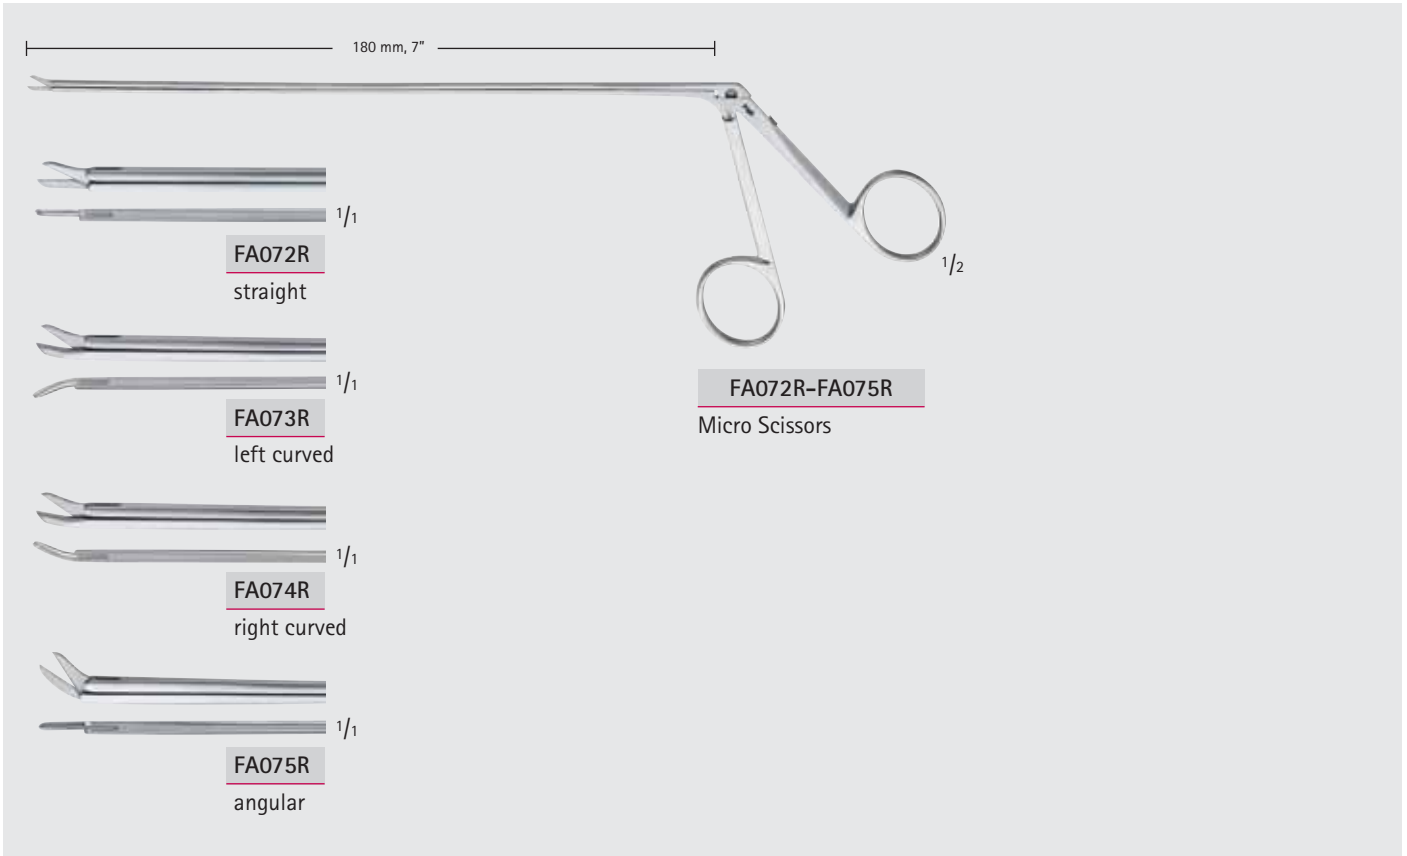 180 mm, 7”
1/1
FA072R
straight
1/2
1/1
FA073R
left curved
FA072R–FA075R
Micro Scissors
1/1
FA074R
right curved
1/1
FA075R
angular